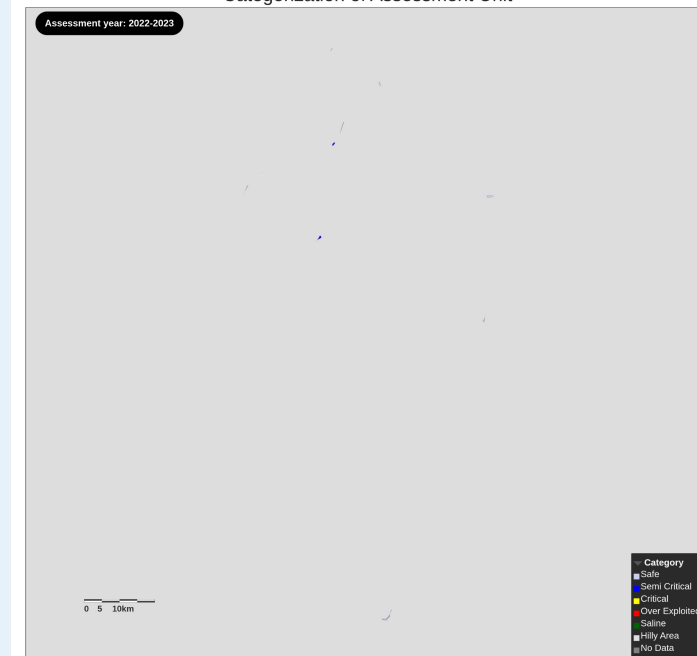 Categorization of Assessment Unit
Assessment year: 2022-2023
0 5 10km
Category
Safe
Semi Critical
Critical
Over Exploited
Saline
Hilly Area
No Data